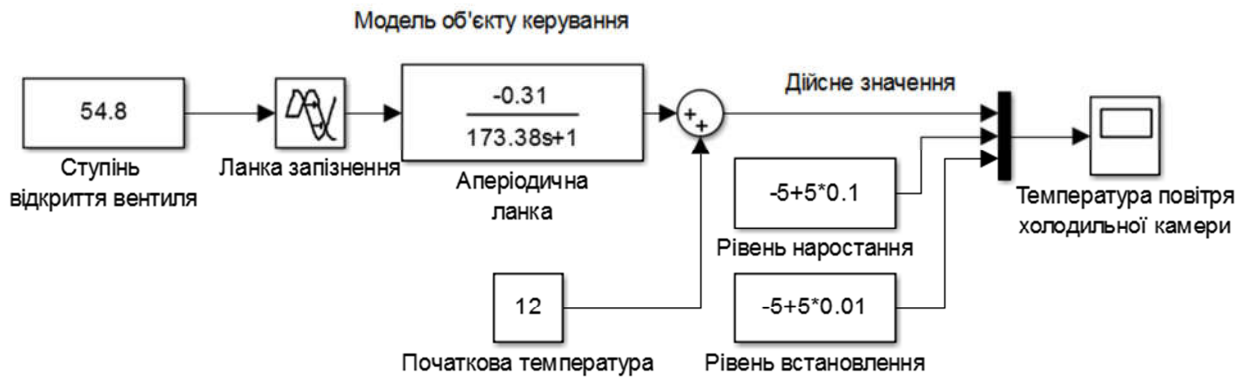 Модель об'єкту керування
54.8
Ступінь
відкриття вентиля
Ланка запізнення
-0.31
173.38s+1
Аперіодична
ланка
+
+
Дійсне значення
-5+5*0.1
Рівень наростання
12
Початкова температура
-5+5*0.01
Рівень встановлення
Температура повітря
холодильної камери